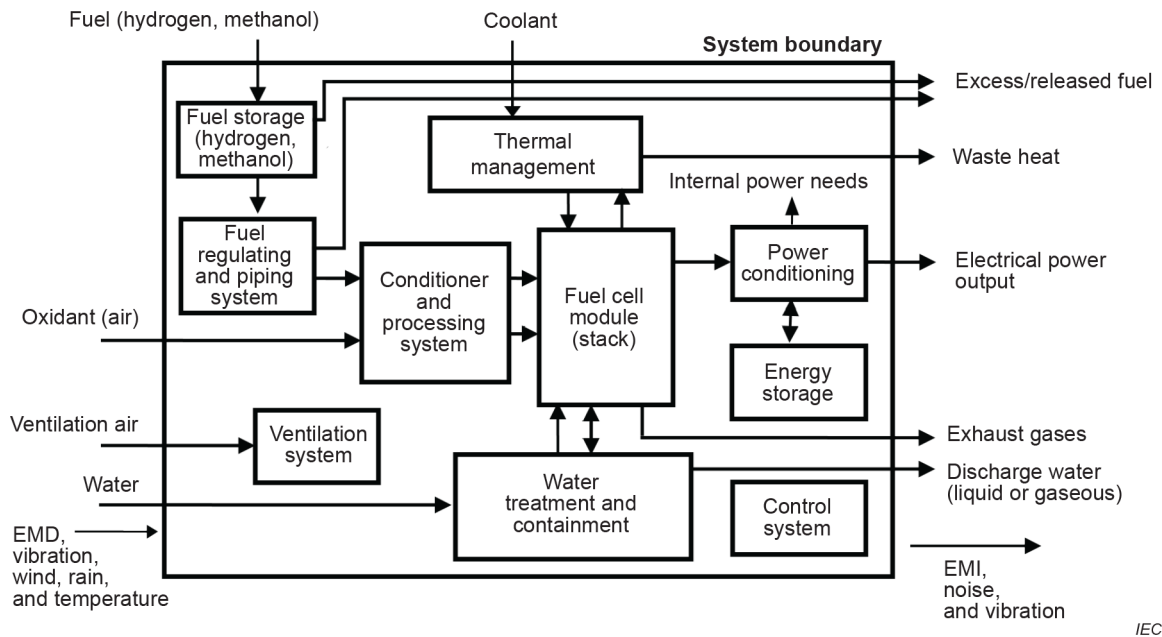 Fuel (hydrogen, methanol)
Coolant
System boundary
Excess/released fuel
Fuel storage
(hydrogen,
methanol)
Thermal
management
Waste heat
Internal power needs
Fuel
regulating
and piping
system
Conditioner
and
processing
system
Fuel cell
module
(stack)
Power
conditioning
Electrical power
output
Oxidant (air)
Energy
storage
Ventilation air
Ventilation
system
Exhaust gases
Water
Water
treatment and
containment
Discharge water
(liquid or gaseous)
Control
system
EMD,
vibration,
wind, rain,
and temperature
EMI,
noise,
and vibration
IEC